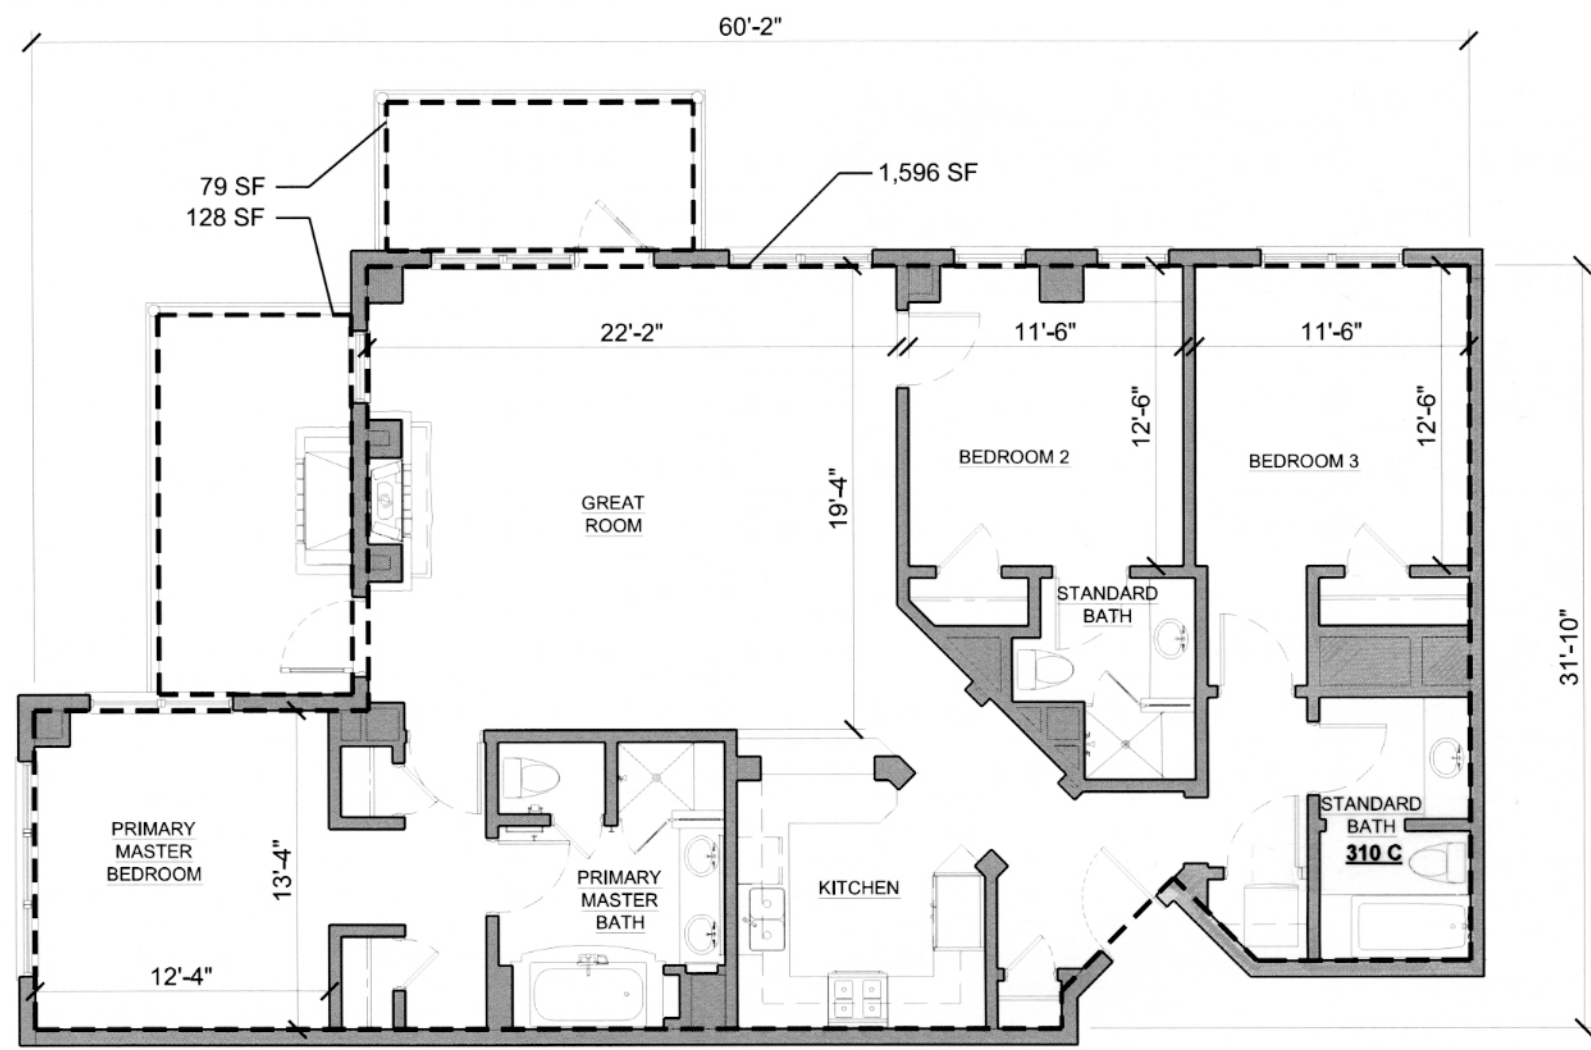 60'-2"
79 SF
1,596 SF
128 SF
22'-2"
11'-6"
11'-6"
12'-6"
12'-6"
BEDROOM 2
BEDROOM 3
19'-4"
GREAT
ROOM
STANDARD
BATH
31'-10"
STANDARD
BATH
310 C
PRIMARY
MASTER
BEDROOM
13'-4"
PRIMARY
MASTER
BATH
KITCHEN
12'-4"